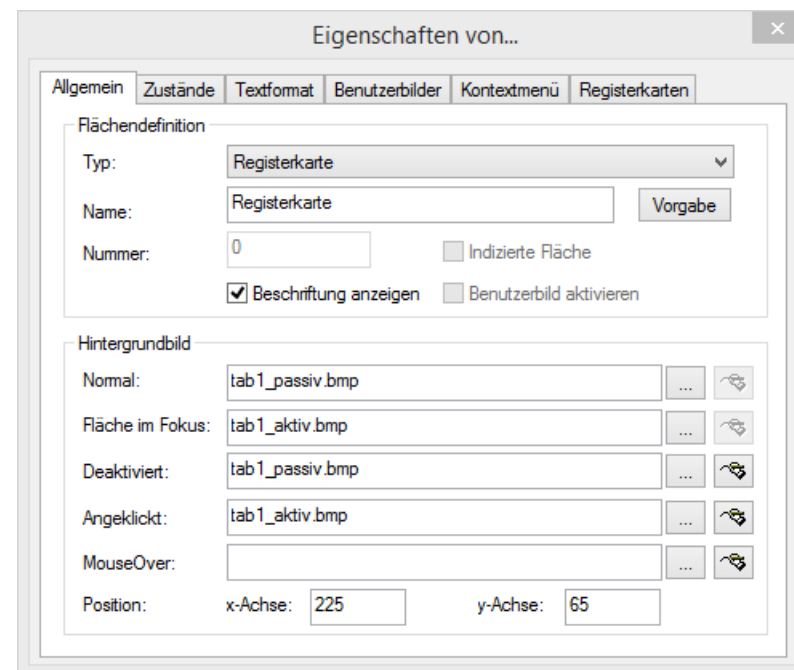 Eigenschaften von...
Allgemein Zustände Textformat Benutzerbilder Kontextmenü Registerkarten
Flächendefinition
Typ: Registerkarte
Name: Registerkarte Vorgabe
Nummer: 0 Indizierte Fläche
Beschriftung anzeigen Benutzerbild aktivieren
Hintergrundbild
Normal: tab1_passiv.bmp ...
Fläche im Fokus: tab1_aktiv.bmp ...
Deaktiviert: tab1_passiv.bmp ...
Angeklickt: tab1_aktiv.bmp ...
MouseOver: ...
Position: x-Achse: 225 y-Achse: 65